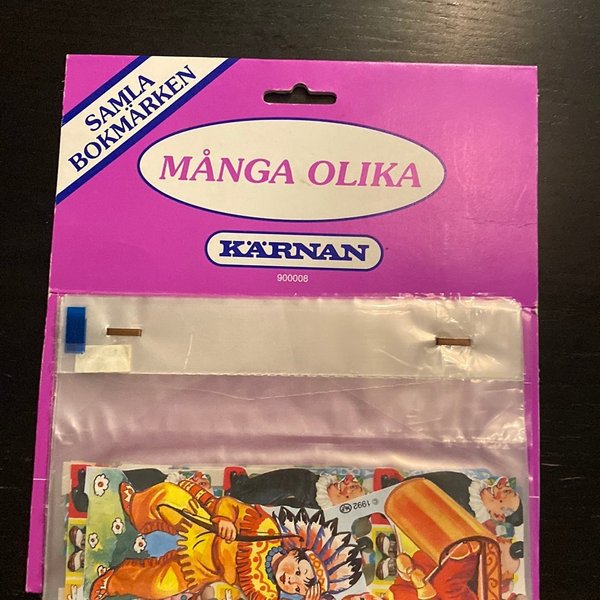 SAMLA
BOKMÄRKEN
MÅNGA OLIKA
KÄRNAN
900008
© 1992